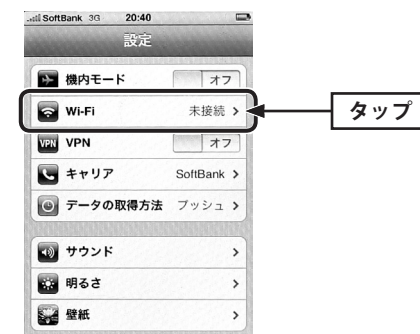 SoftBank 3G 20:40
設定
機内モード オフ
Wi-Fi 未接続
タップ
VPN VPN オフ
キャリア SoftBank
データの取得方法 プッシュ
サウンド
明るさ
壁紙